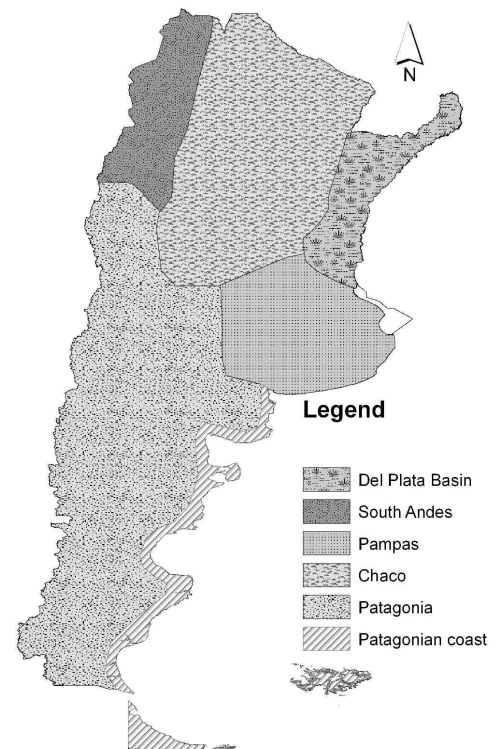 N
Legend
Del Plata Basin
South Andes
Pampas
Chaco
Patagonia
Patagonian coast